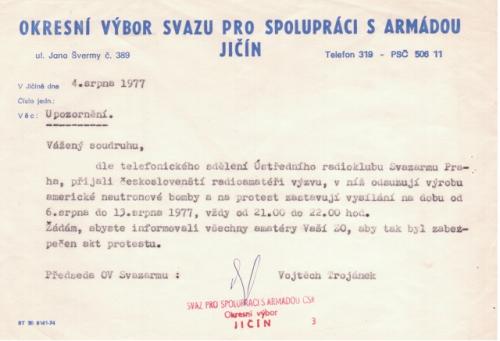 OKRESNÍ VÝBOR SVAZU PRO SPOLUPRÁCI S ARMÁDOU
JIČÍN
ul. Jana Švermy č. 389
Telefon 319 - PSČ 506 11
V Jičíně dne 4.srpna 1977
Číslo jedn:
Věc: Upozornění.
Vážený soudruhu,
dle telefonického sdělení Ústředního radioklubu Svazarmu Pra-
ha, přijali českoslovenští radioamatéři výzvu, v níž odsuzují výrobu
americké neutronové bomby a na protest zastavují vysílání na dobu od
6.srpna do 13.srpna 1977, vždy od 21.00 do 22.00 hod.
Žádám, abyste informovali všechny amatéry Vaší ZO, aby tak byl zabez-
pečen akt protestu.
Předseda OV Svazarmu : Vojtěch Trojánek
SVAZ PRO SPOLUPRÁCI S ARMÁDOU ČSR
Okresní výbor
JIČÍN 3